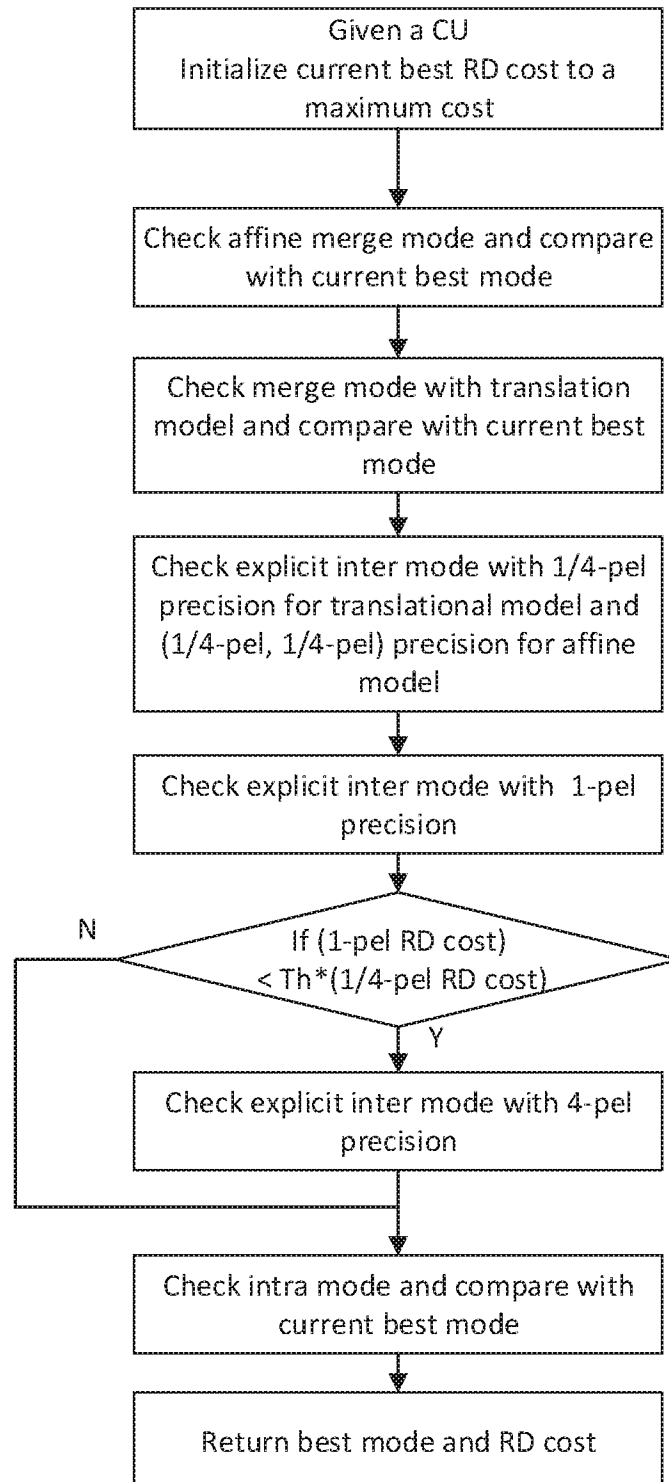 Given a CU
Initialize current best RD cost to a
maximum cost
Check affine merge mode and compare
with current best mode
Check merge mode with translation
model and compare with current best
mode
Check explicit inter mode with 1/4-pel
precision for translational model and
(1/4-pel, 1/4-pel) precision for affine
model
Check explicit inter mode with 1-pel
precision
N
If (1-pel RD cost)
< Th*(1/4-pel RD cost)
Y
Check explicit inter mode with 4-pel
precision
Check intra mode and compare with
current best mode
Return best mode and RD cost